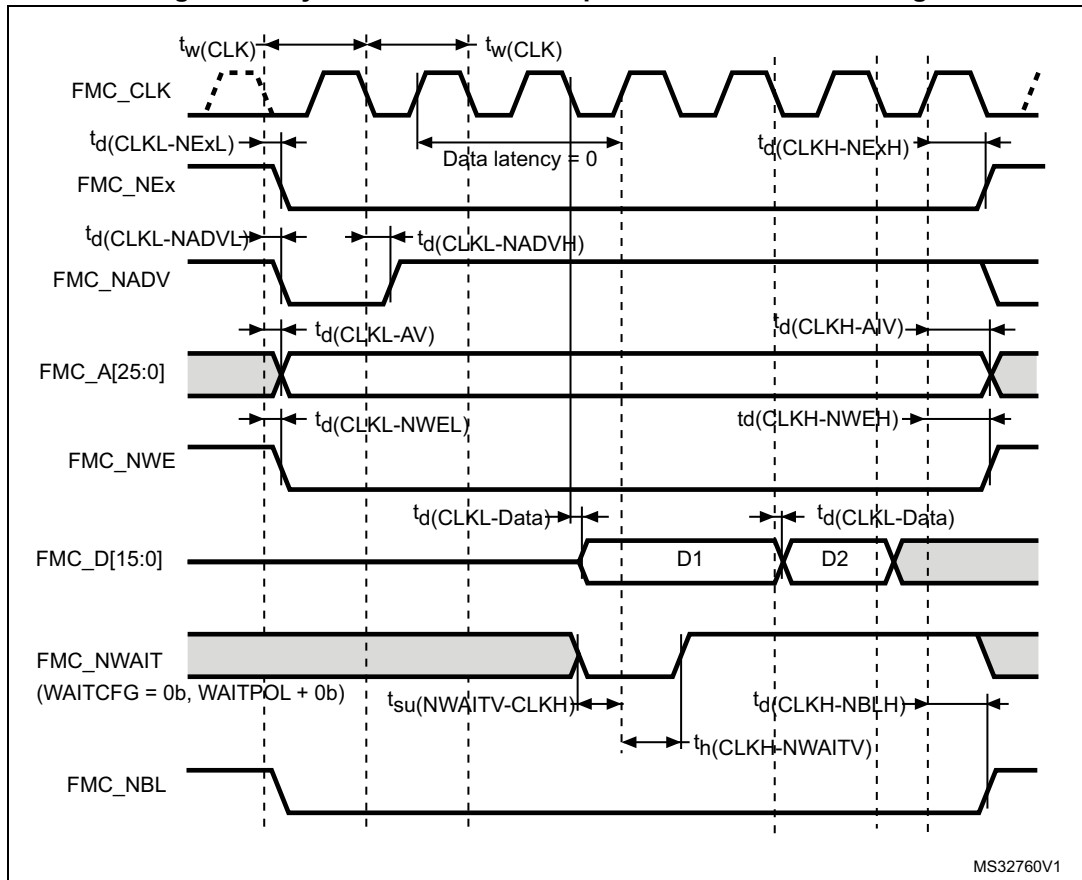 tw(CLK) tw(CLK)
FMC_CLK
td(CLKL-NExL) Data latency = 0 td(CLKH-NExH)
FMC_NEx
td(CLKL-NADVL) td(CLKL-NADVH)
FMC_NADV
td(CLKL-AV) td(CLKH-AIV)
FMC_A[25:0]
td(CLKL-NWEL) td(CLKH-NWEH)
FMC_NWE
td(CLKL-Data) td(CLKL-Data)
FMC_D[15:0] D1 D2
FMC_NWAIT
(WAITCFG = 0b, WAITPOL + 0b)
tsu(NWAITV-CLKH) td(CLKH-NBLH)
th(CLKH-NWAITV)
FMC_NBL
MS32760V1